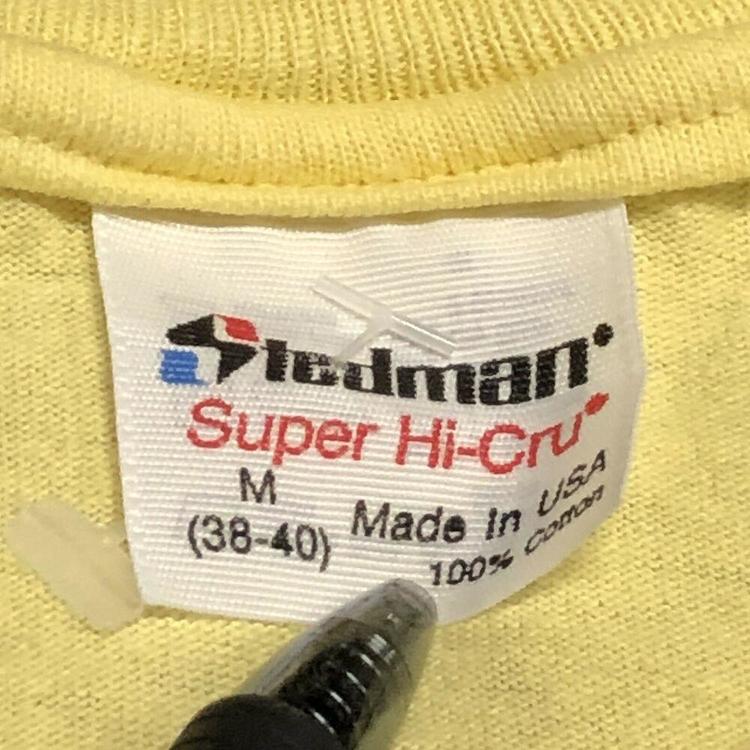 Stedman®
Super Hi-Cru®
M
(38-40)
Made In USA
100% Cotton